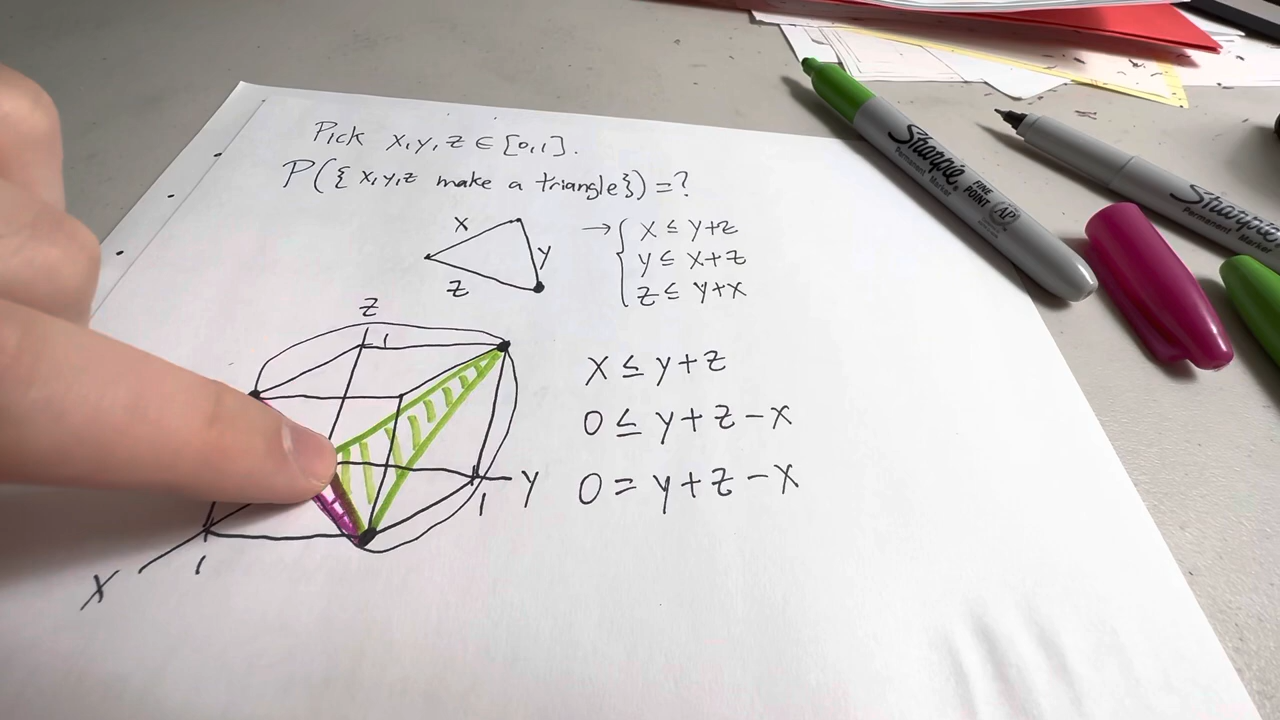 Pick x, y, z ∈ [0,1].
P({x,y,z make a triangle}) = ?
x
y
z
→ { x ≤ y+z
y ≤ x+z
z ≤ y+x
z
1
x ≤ y+z
0 ≤ y+z-x
0 = y+z-x
y
1
x
1
Sharpie
Permanent Marker
FINE POINT
AP
Sharpie
Permanent Marker